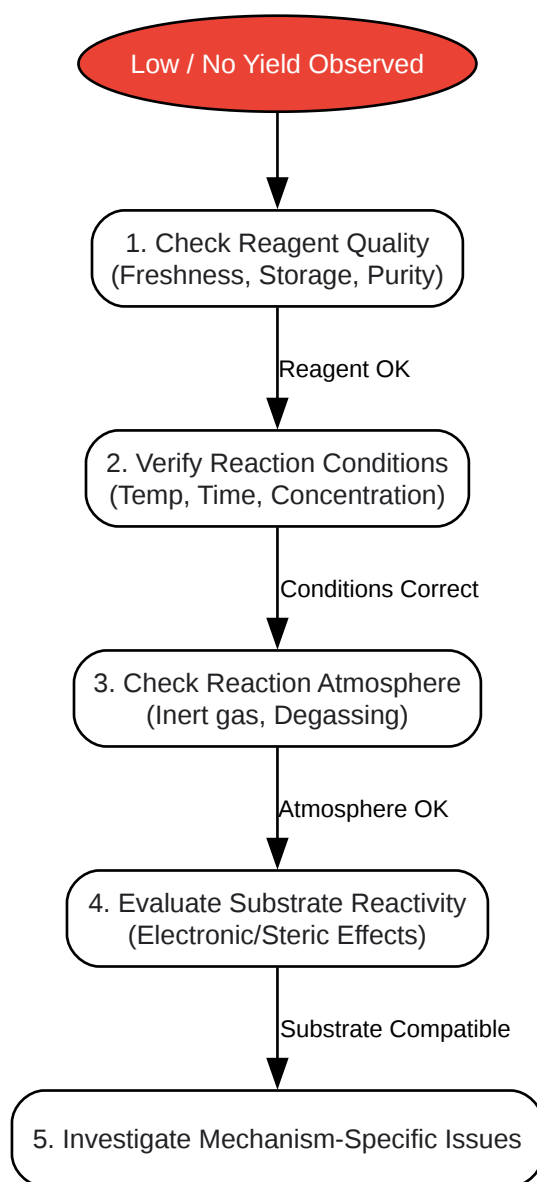 Low / No Yield Observed
1. Check Reagent Quality
(Freshness, Storage, Purity)
Reagent OK
2. Verify Reaction Conditions
(Temp, Time, Concentration)
Conditions Correct
3. Check Reaction Atmosphere
(Inert gas, Degassing)
Atmosphere OK
4. Evaluate Substrate Reactivity
(Electronic/Steric Effects)
Substrate Compatible
5. Investigate Mechanism-Specific Issues